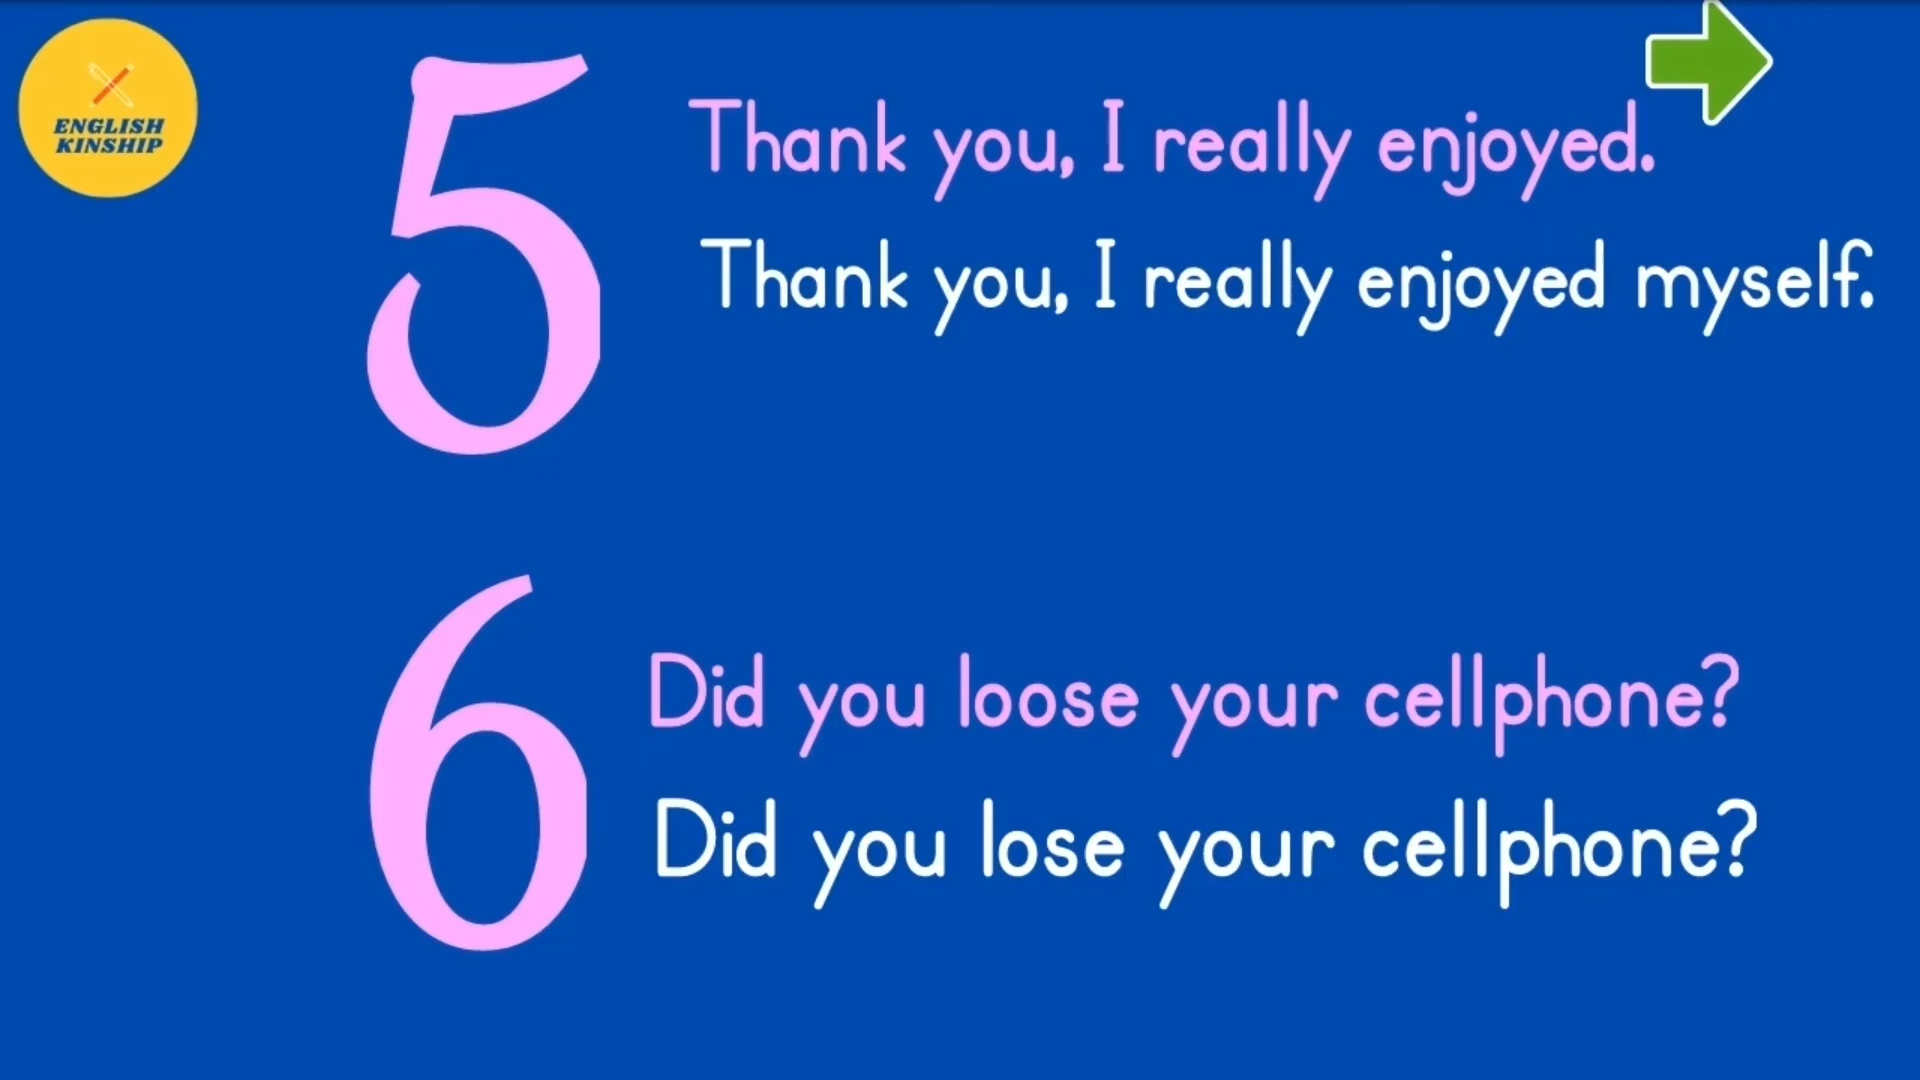 ENGLISH
KINSHIP
5
Thank you, I really enjoyed.
Thank you, I really enjoyed myself.
6
Did you loose your cellphone?
Did you lose your cellphone?